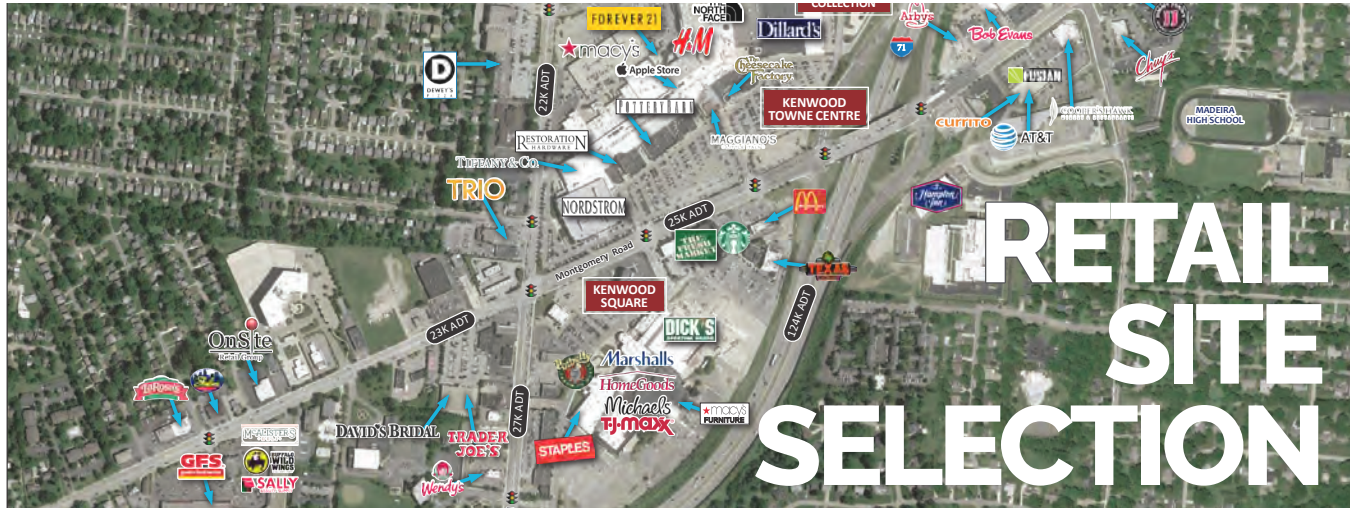 COLLECTION
THE
NORTH
FACE
FOREVER 21
H&M
Dillard's
Arby's
71
Bob Evans
Chuy's
macy's
Apple Store
The
Cheesecake
Factory
D
DEWEY'S
PIZZA
22K ADT
POTTERY BARN
KENWOOD
TOWNE CENTRE
FUSIAN
CURRITO
COOPER'S HAWK
AT&T
MADEIRA
HIGH SCHOOL
RESTORATION
HARDWARE
MAGGIANO'S
TIFFANY & CO.
TRIO
NORDSTROM
25K ADT
McDonald's
Hampton
Inn
THE
FRESH
MARKET
Montgomery Road
TEXAS
KENWOOD
SQUARE
124K ADT
RETAIL
SITE
SELECTION
23K ADT
DICK'S
SPORTING GOODS
OnSite
Retail Group
Marshalls
HomeGoods
Michaels
T.J.maxx
macy's
FURNITURE
LaRosa's
27K ADT
DAVID'S BRIDAL
TRADER
JOE'S
STAPLES
McALISTER'S
GFS
BUFFALO
WILD
WINGS
SALLY
Wendy's